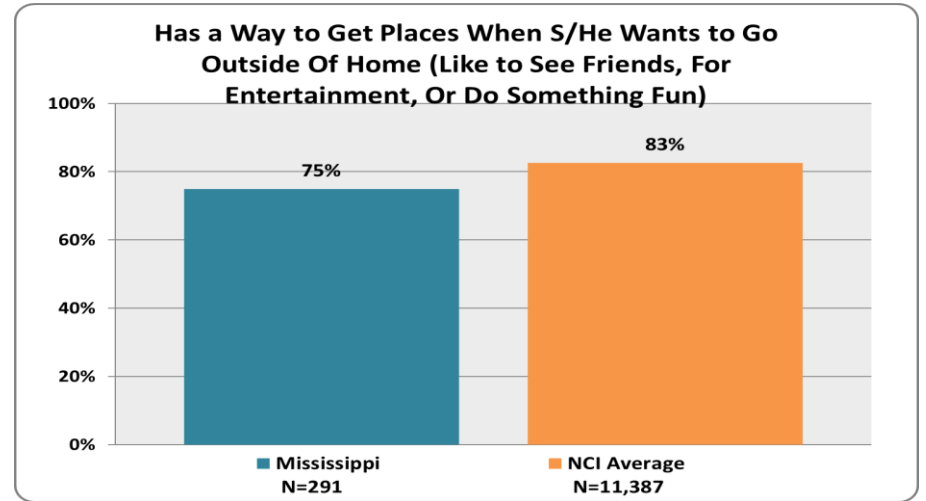 Has a Way to Get Places When S/He Wants to Go
Outside Of Home (Like to See Friends, For
Entertainment, Or Do Something Fun)
100%
83%
75%
80%
60%
40%
20%
0%
Mississippi
N=291
NCI Average
N=11,387